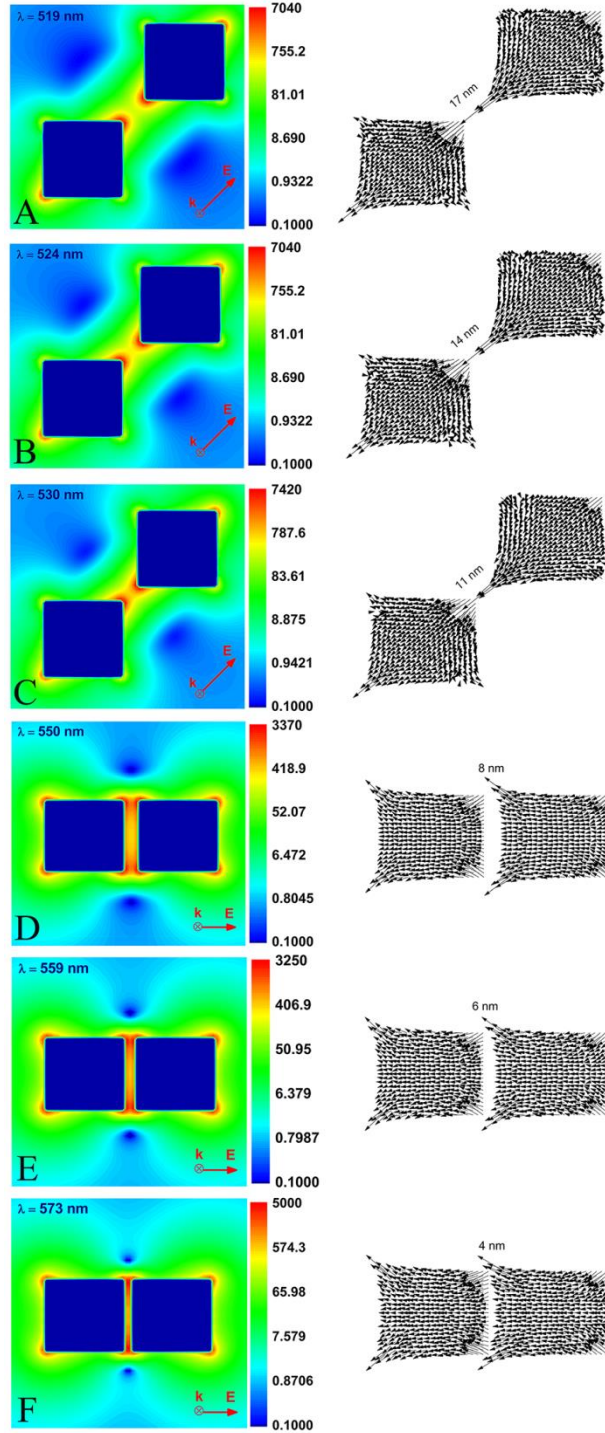 λ = 519 nm
7040
755.2
81.01
8.690
0.9322
0.1000
E
k
A
17 nm
λ = 524 nm
7040
755.2
81.01
8.690
0.9322
0.1000
E
k
B
14 nm
λ = 530 nm
7420
787.6
83.61
8.875
0.9421
0.1000
E
k
C
11 nm
λ = 550 nm
3370
418.9
52.07
6.472
0.8045
0.1000
k E
D
8 nm
λ = 559 nm
3250
406.9
50.95
6.379
0.7987
0.1000
k E
E
6 nm
λ = 573 nm
5000
574.3
65.98
7.579
0.8706
0.1000
k E
F
4 nm